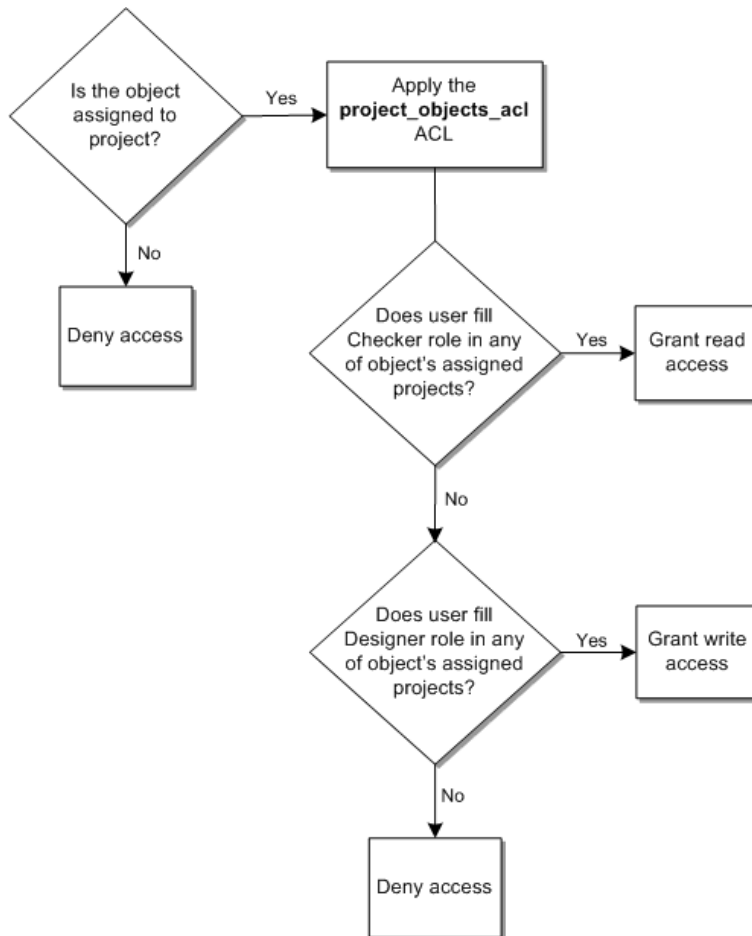 Is the object
assigned to
project?
Yes
Apply the
project_objects_acl
ACL
No
Deny access
Does user fill
Checker role in any
of object's assigned
projects?
Yes
Grant read
access
No
Does user fill
Designer role in any
of object's assigned
projects?
Yes
Grant write
access
No
Deny access